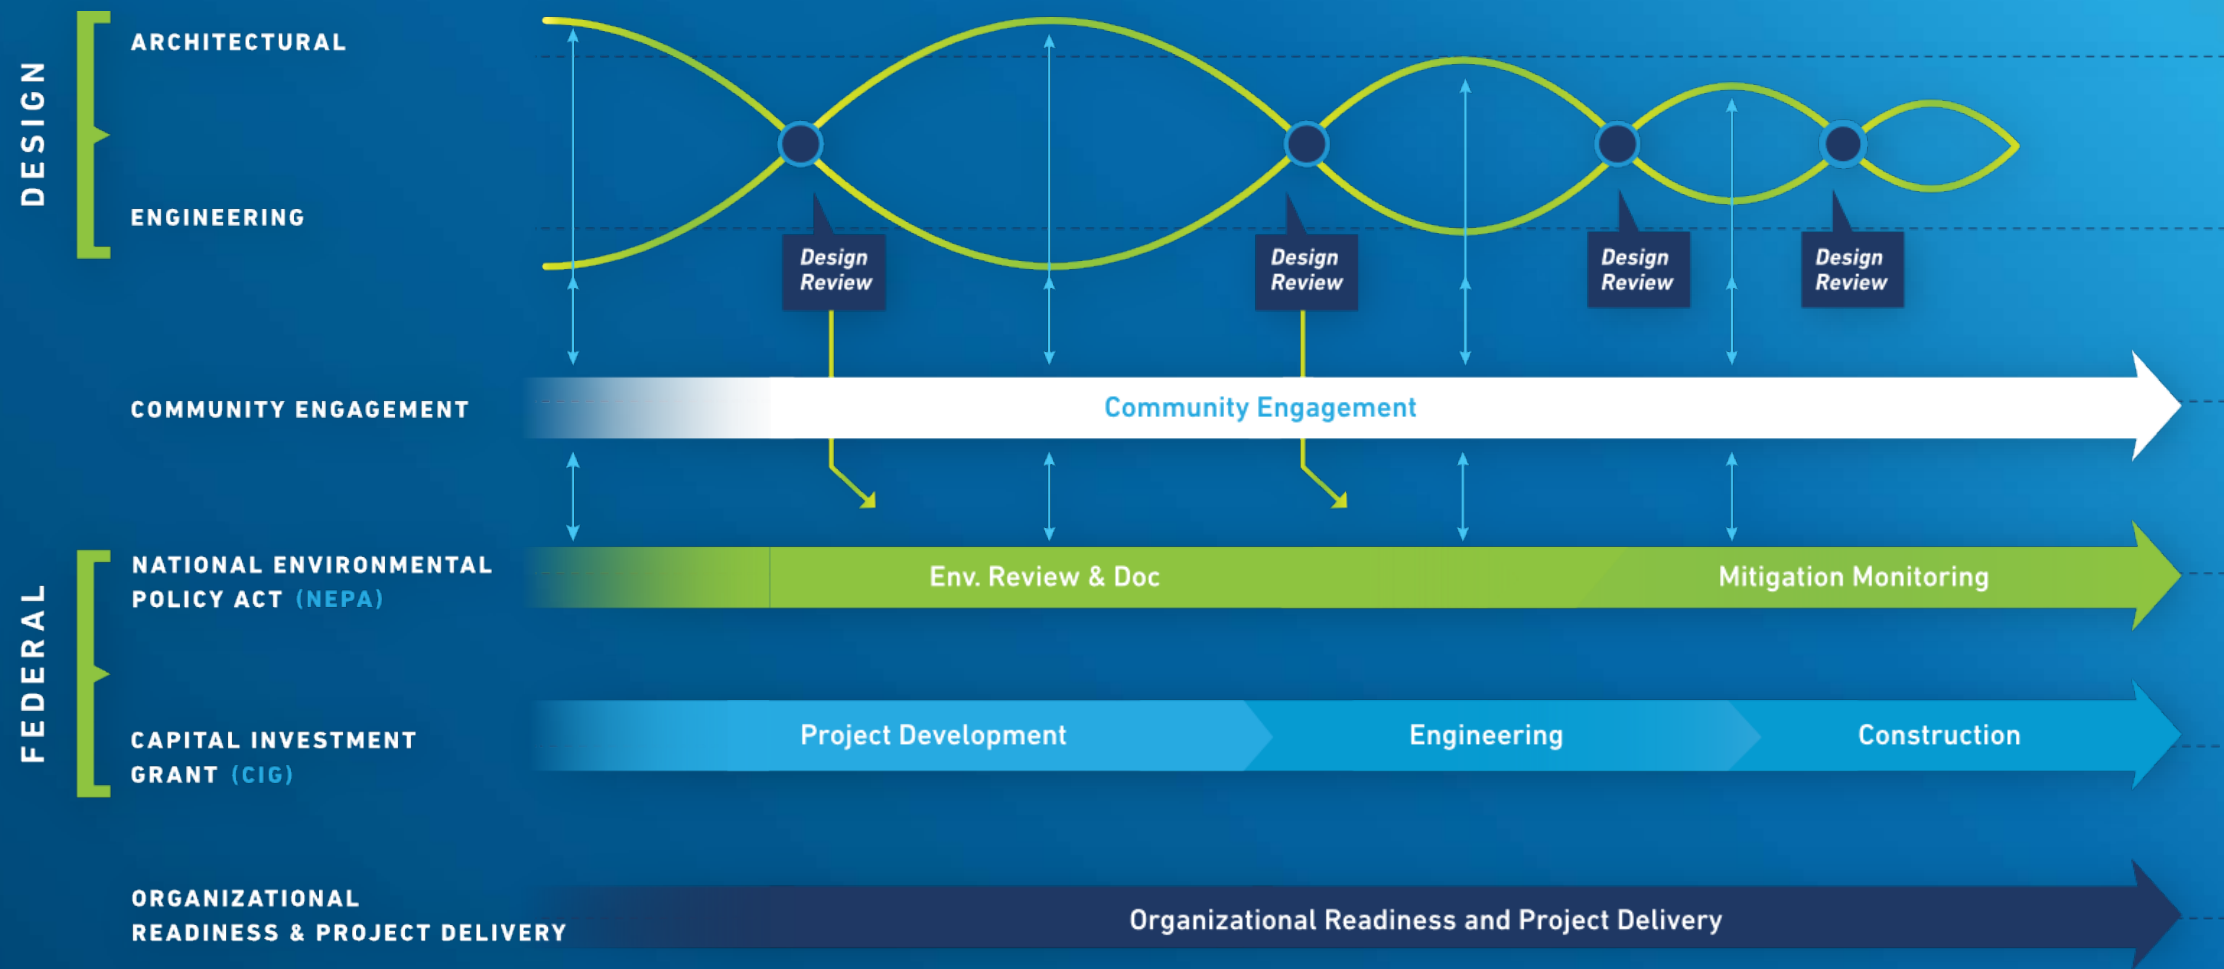 DESIGN
ARCHITECTURAL
ENGINEERING
Design
Review
Design
Review
Design
Review
Design
Review
COMMUNITY ENGAGEMENT
Community Engagement
FEDERAL
NATIONAL ENVIRONMENTAL
POLICY ACT (NEPA)
Env. Review & Doc
Mitigation Monitoring
CAPITAL INVESTMENT
GRANT (CIG)
Project Development
Engineering
Construction
ORGANIZATIONAL
READINESS & PROJECT DELIVERY
Organizational Readiness and Project Delivery